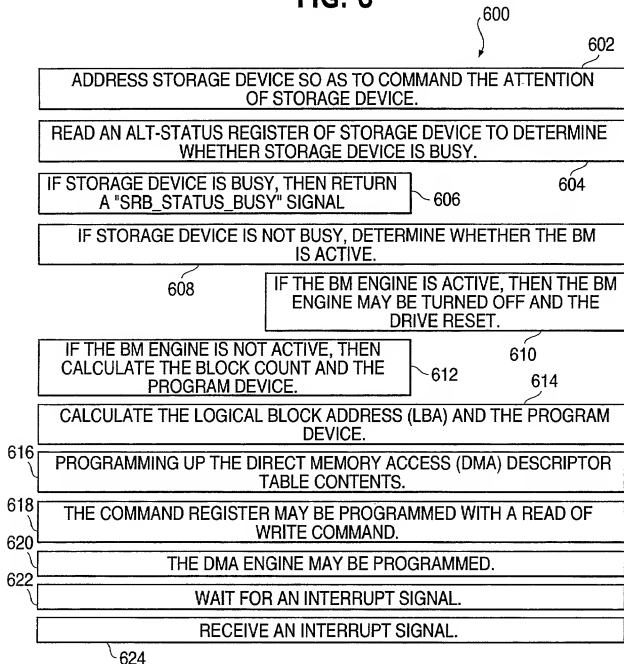 FIG. 6
600
602
ADDRESS STORAGE DEVICE SO AS TO COMMAND THE ATTENTION
OF STORAGE DEVICE.
READ AN ALT-STATUS REGISTER OF STORAGE DEVICE TO DETERMINE
WHETHER STORAGE DEVICE IS BUSY.
604
IF STORAGE DEVICE IS BUSY, THEN RETURN
A "SRB_STATUS_BUSY" SIGNAL
606
IF STORAGE DEVICE IS NOT BUSY, DETERMINE WHETHER THE BM
IS ACTIVE.
608
IF THE BM ENGINE IS ACTIVE, THEN THE BM
ENGINE MAY BE TURNED OFF AND THE
DRIVE RESET.
610
IF THE BM ENGINE IS NOT ACTIVE, THEN
CALCULATE THE BLOCK COUNT AND THE
PROGRAM DEVICE.
612
614
CALCULATE THE LOGICAL BLOCK ADDRESS (LBA) AND THE PROGRAM
DEVICE.
616
PROGRAMMING UP THE DIRECT MEMORY ACCESS (DMA) DESCRIPTOR
TABLE CONTENTS.
618
THE COMMAND REGISTER MAY BE PROGRAMMED WITH A READ OF
WRITE COMMAND.
620
THE DMA ENGINE MAY BE PROGRAMMED.
622
WAIT FOR AN INTERRUPT SIGNAL.
RECEIVE AN INTERRUPT SIGNAL.
624